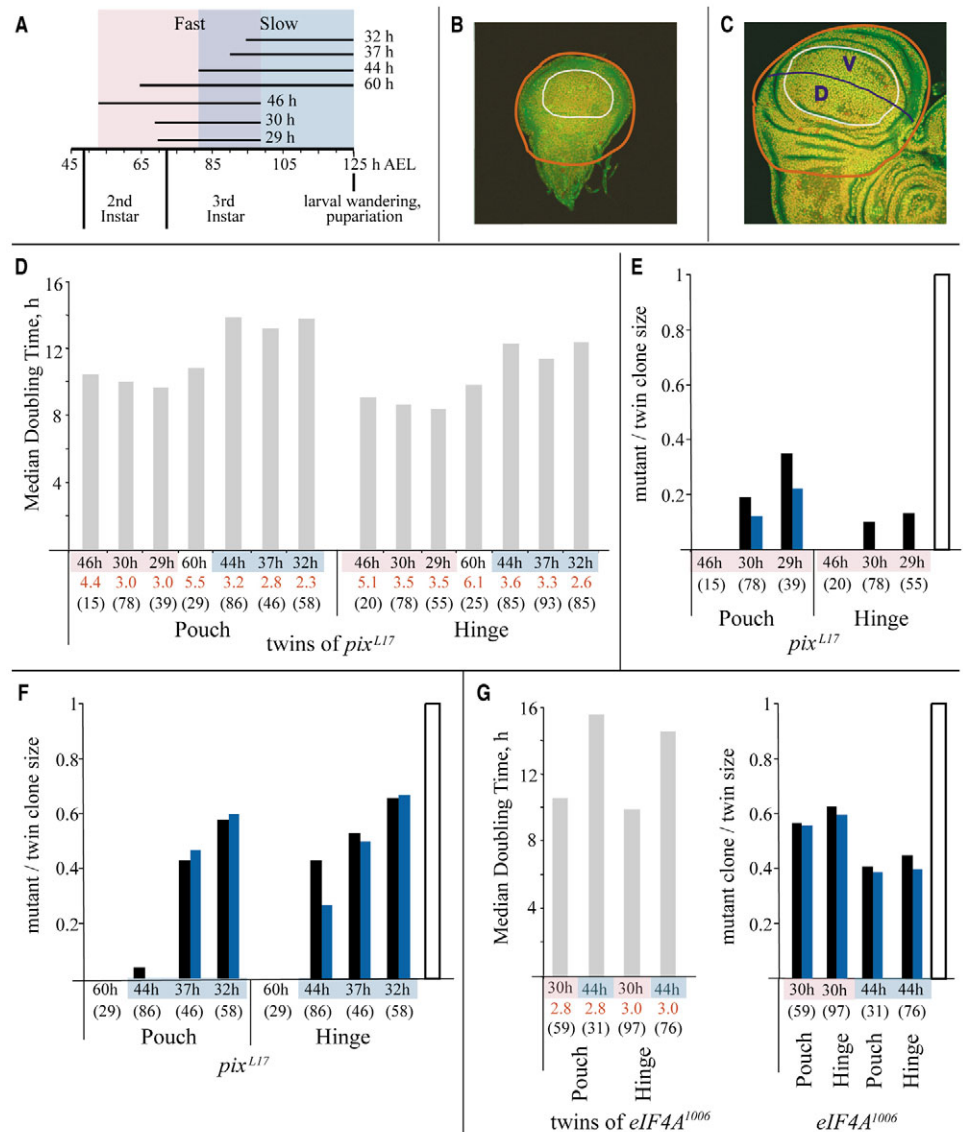 A
Fast Slow
32 h
37 h
44 h
60 h
46 h
30 h
29 h
45 65 85 105 125 h AEL
2nd Instar
3rd Instar
larval wandering, pupariation
B
C
V
D
D
Median Doubling Time, h
16
12
8
4
46h 30h 29h 60h 44h 37h 32h 46h 30h 29h 60h 44h 37h 32h
4.4 3.0 3.0 5.5 3.2 2.8 2.3 5.1 3.5 3.5 6.1 3.6 3.3 2.6
(15) (78) (39) (29) (86) (46) (58) (20) (78) (55) (25) (85) (93) (85)
Pouch Hinge
twins of pix^L17
E
mutant / twin clone size
1
0.8
0.6
0.4
0.2
46h 30h 29h 46h 30h 29h
(15) (78) (39) (20) (78) (55)
Pouch Hinge
pix^L17
F
mutant / twin clone size
1
0.8
0.6
0.4
0.2
60h 44h 37h 32h 60h 44h 37h 32h
(29) (86) (46) (58) (29) (86) (46) (58)
Pouch Hinge
pix^L17
G
Median Doubling Time, h
16
12
8
4
30h 44h 30h 44h
2.8 2.8 3.0 3.0
(59) (31) (97) (76)
Pouch Hinge
twins of eIF4A^1006
mutant clone / twin size
1
0.8
0.6
0.4
0.2
30h 30h 44h 44h
(59) (97) (31) (76)
Pouch Hinge Pouch Hinge
eIF4A^1006